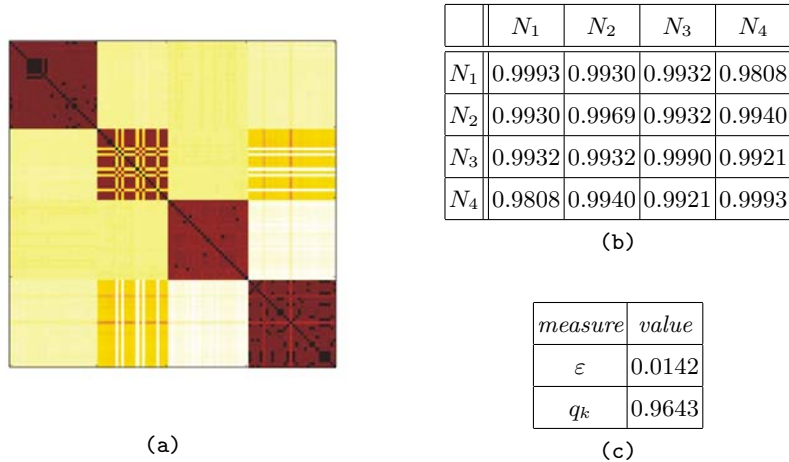 N₁ N₂ N₃ N₄
N₁ 0.9993 0.9930 0.9932 0.9808
N₂ 0.9930 0.9969 0.9932 0.9940
N₃ 0.9932 0.9932 0.9990 0.9921
N₄ 0.9808 0.9940 0.9921 0.9993
(b)
measure value
ε 0.0142
qₖ 0.9643
(a)
(c)